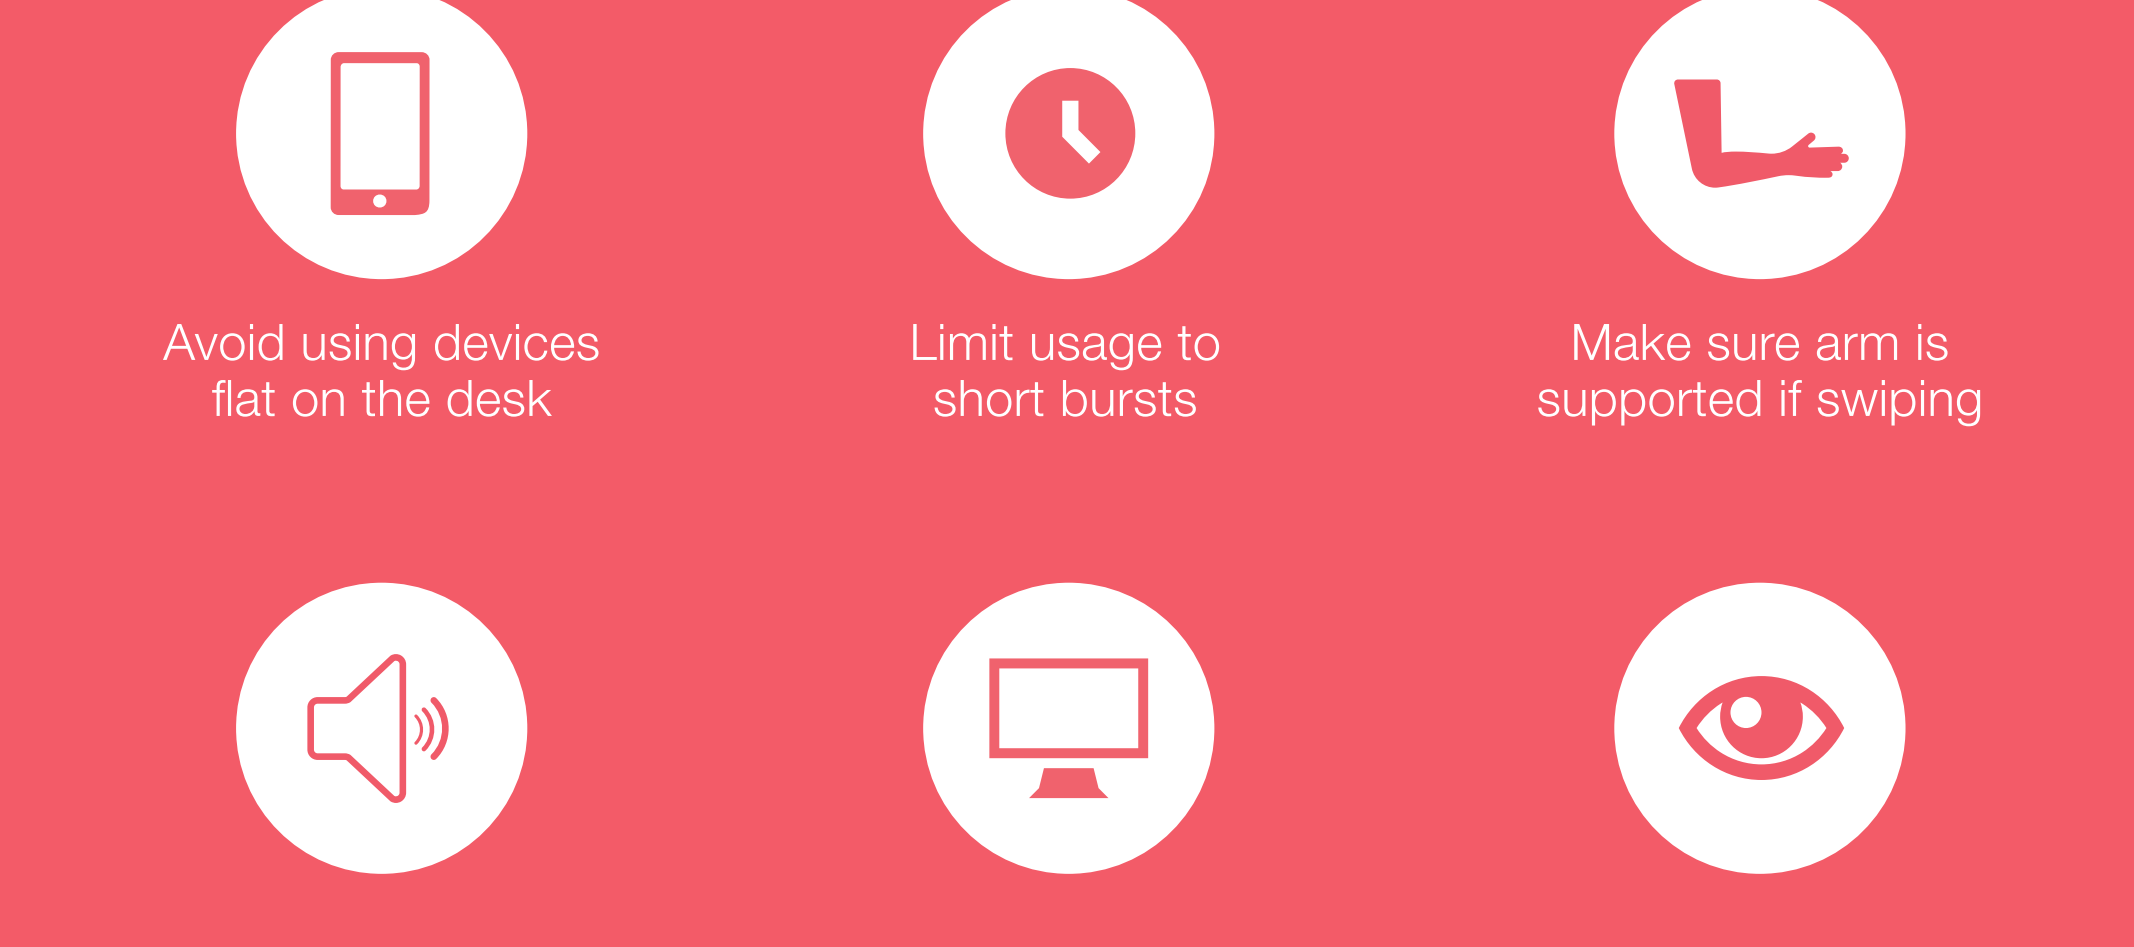 Avoid using devices
flat on the desk
Limit usage to
short bursts
Make sure arm is
supported if swiping